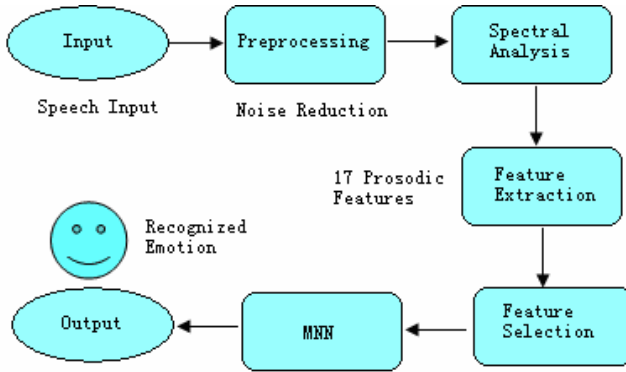 Input
Preprocessing
Spectral
Analysis
Speech Input
Noise Reduction
17 Prosodic
Features
Feature
Extraction
Recognized
Emotion
Output
MNN
Feature
Selection